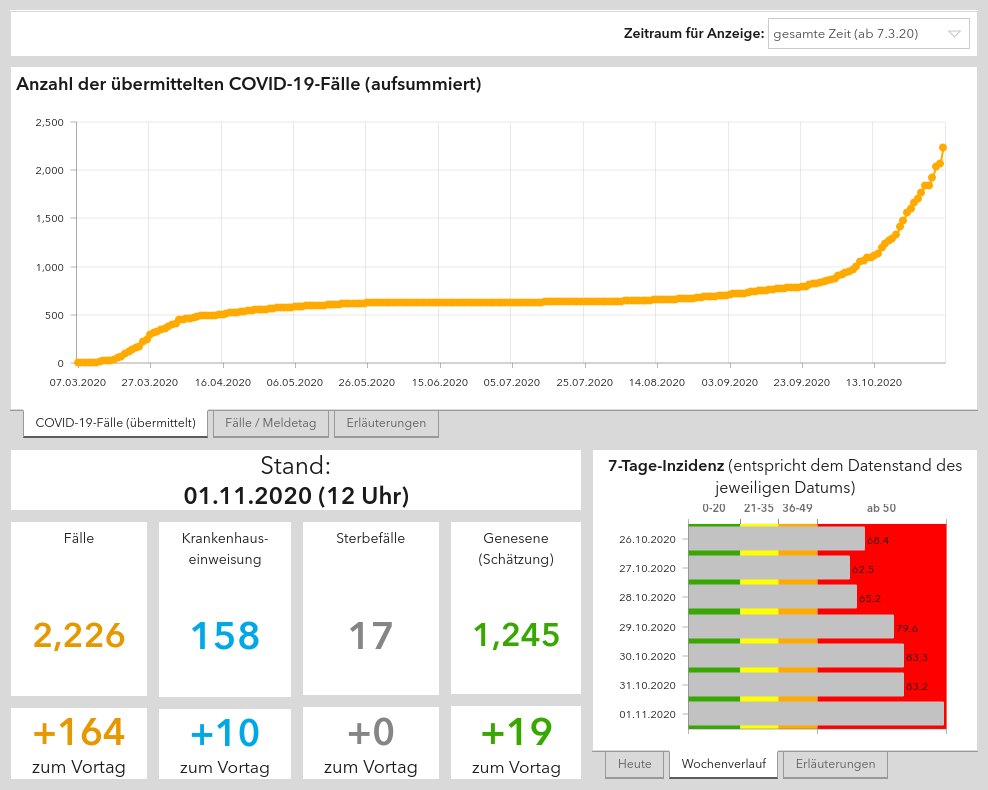 Zeitraum für Anzeige: gesamte Zeit (ab 7.3.20)
Anzahl der übermittelten COVID-19-Fälle (aufsummiert)
2,500
2,000
1,500
1,000
500
0
07.03.2020 27.03.2020 16.04.2020 06.05.2020 26.05.2020 15.06.2020 05.07.2020 25.07.2020 14.08.2020 03.09.2020 23.09.2020 13.10.2020
COVID-19-Fälle (übermittelt) Fälle / Meldetag Erläuterungen
Stand:
01.11.2020 (12 Uhr)
Fälle
2,226
+164
zum Vortag
Krankenhaus-
einweisung
158
+10
zum Vortag
Sterbefälle
17
+0
zum Vortag
Genesene
(Schätzung)
1,245
+19
zum Vortag
7-Tage-Inzidenz (entspricht dem Datenstand des
jeweiligen Datums)
0-20 21-35 36-49 ab 50
26.10.2020 68.4
27.10.2020 62.5
28.10.2020 65.2
29.10.2020 79.6
30.10.2020 83.3
31.10.2020 83.2
01.11.2020
Heute Wochenverlauf Erläuterungen